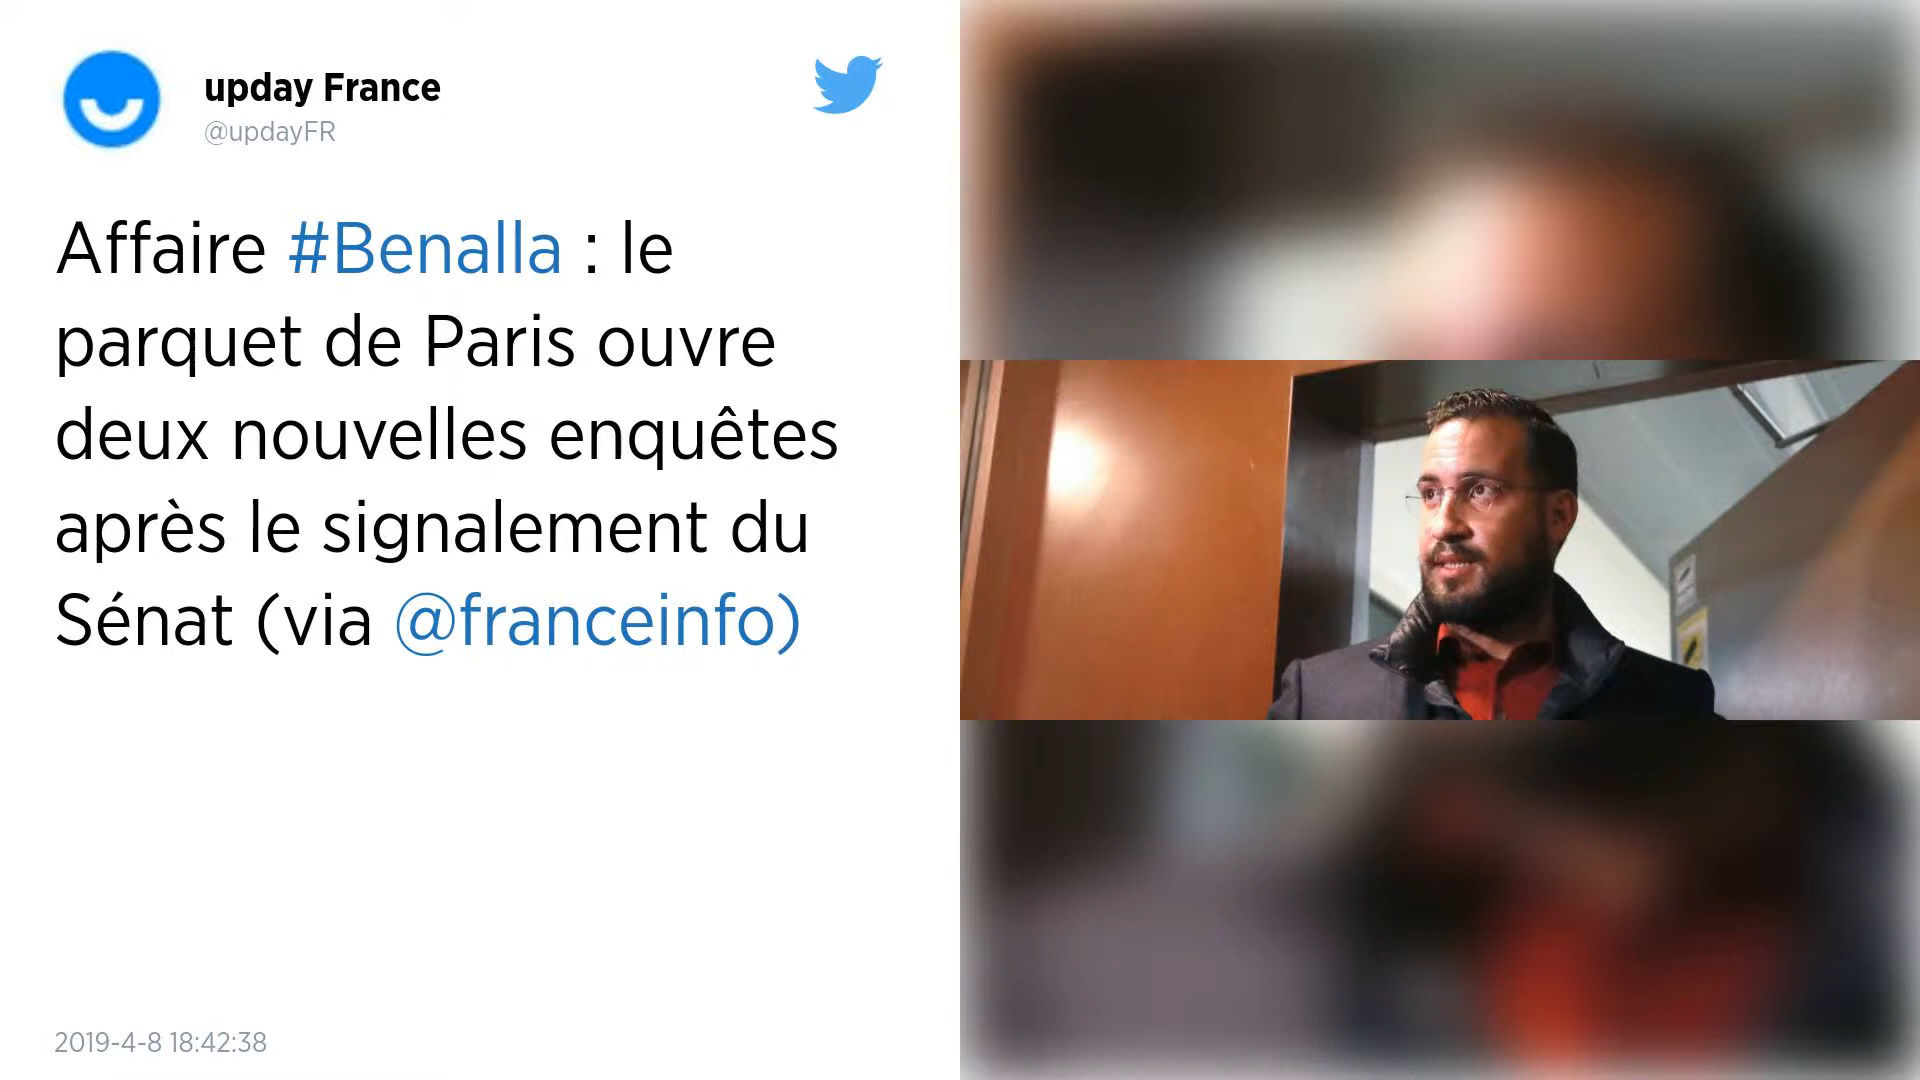 upday France
@updayFR
Affaire #Benalla : le
parquet de Paris ouvre
deux nouvelles enquêtes
après le signalement du
Sénat (via @franceinfo)
2019-4-8 18:42:38